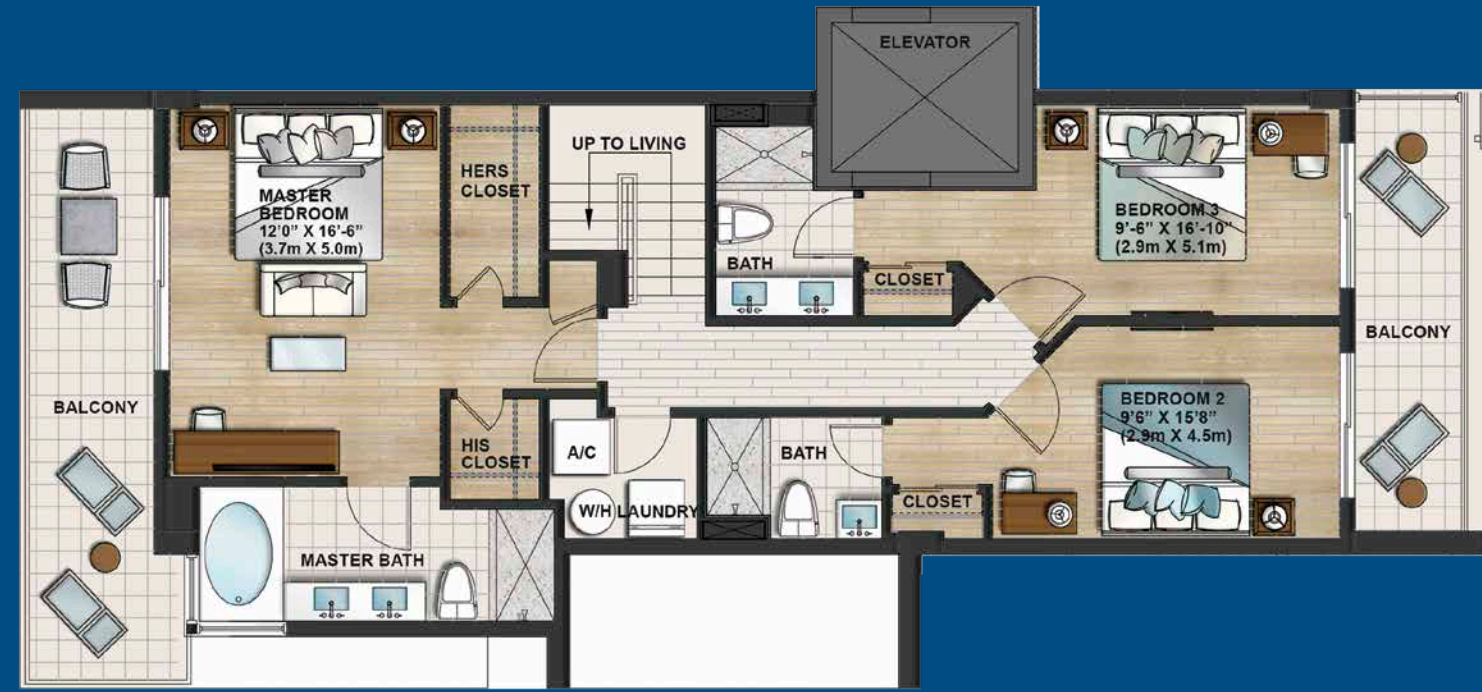 ELEVATOR
UP TO LIVING
HERS
CLOSET
MASTER
BEDROOM
12'0" X 16'-6"
(3.7m X 5.0m)
BEDROOM 3
9'-6" X 16'-10"
(2.9m X 5.1m)
BATH
CLOSET
BALCONY
BALCONY
BEDROOM 2
9'6" X 15'8"
(2.9m X 4.5m)
HIS
CLOSET
A/C
BATH
CLOSET
W/H
LAUNDRY
MASTER BATH